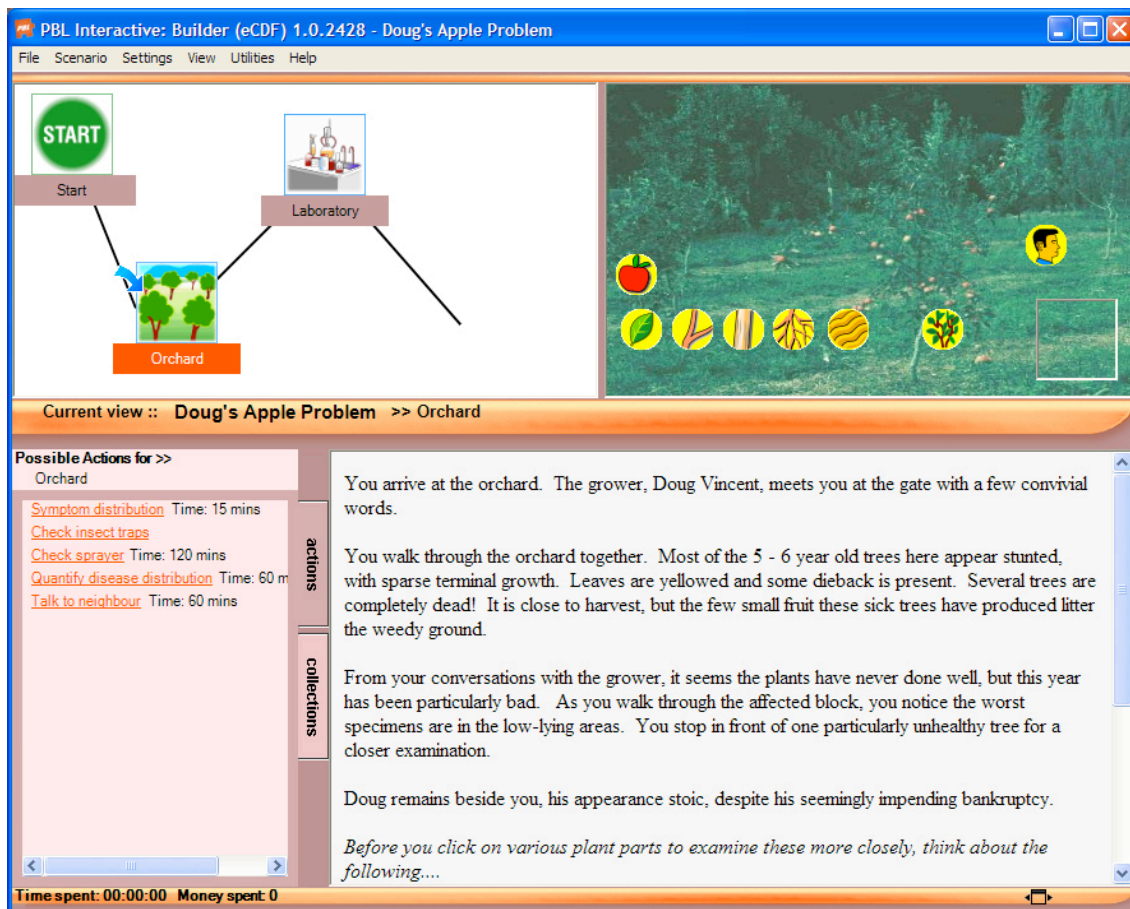 PBL Interactive: Builder (eCDF) 1.0.2428 - Doug's Apple Problem
File Scenario Settings View Utilities Help
START
Start
Laboratory
Orchard
Current view :: Doug's Apple Problem >> Orchard
Possible Actions for >>
Orchard
Symptom distribution Time: 15 mins
Check insect traps
Check sprayer Time: 120 mins
Quantify disease distribution Time: 60 m
Talk to neighbour Time: 60 mins
actions
collections
You arrive at the orchard. The grower, Doug Vincent, meets you at the gate with a few convivial
words.
You walk through the orchard together. Most of the 5 - 6 year old trees here appear stunted,
with sparse terminal growth. Leaves are yellowed and some dieback is present. Several trees are
completely dead! It is close to harvest, but the few small fruit these sick trees have produced litter
the weedy ground.
From your conversations with the grower, it seems the plants have never done well, but this year
has been particularly bad. As you walk through the affected block, you notice the worst
specimens are in the low-lying areas. You stop in front of one particularly unhealthy tree for a
closer examination.
Doug remains beside you, his appearance stoic, despite his seemingly impending bankruptcy.
Before you click on various plant parts to examine these more closely, think about the
following....
Time spent: 00:00:00 Money spent: 0